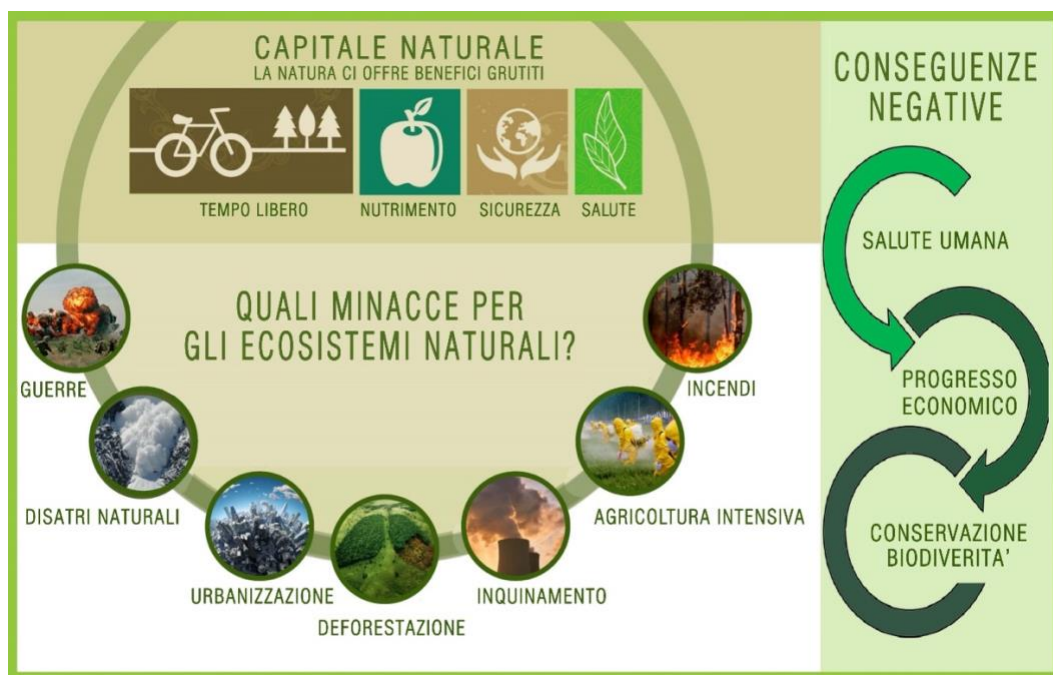 CAPITALE NATURALE
LA NATURA CI OFFRE BENEFICI GRUTITI
TEMPO LIBERO
NUTRIMENTO
SICUREZZA
SALUTE
QUALI MINACCE PER
GLI ECOSISTEMI NATURALI?
GUERRE
DISATRI NATURALI
URBANIZZAZIONE
DEFORESTAZIONE
INQUINAMENTO
AGRICOLTURA INTENSIVA
INCENDI
CONSEGUENZE
NEGATIVE
SALUTE UMANA
PROGRESSO
ECONOMICO
CONSERVAZIONE
BIODIVERITA'